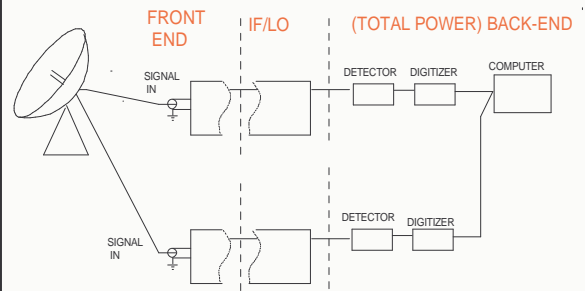 FRONT
END
IF/LO
(TOTAL POWER) BACK-END
SIGNAL
IN
DETECTOR
DIGITIZER
COMPUTER
SIGNAL
IN
DETECTOR
DIGITIZER